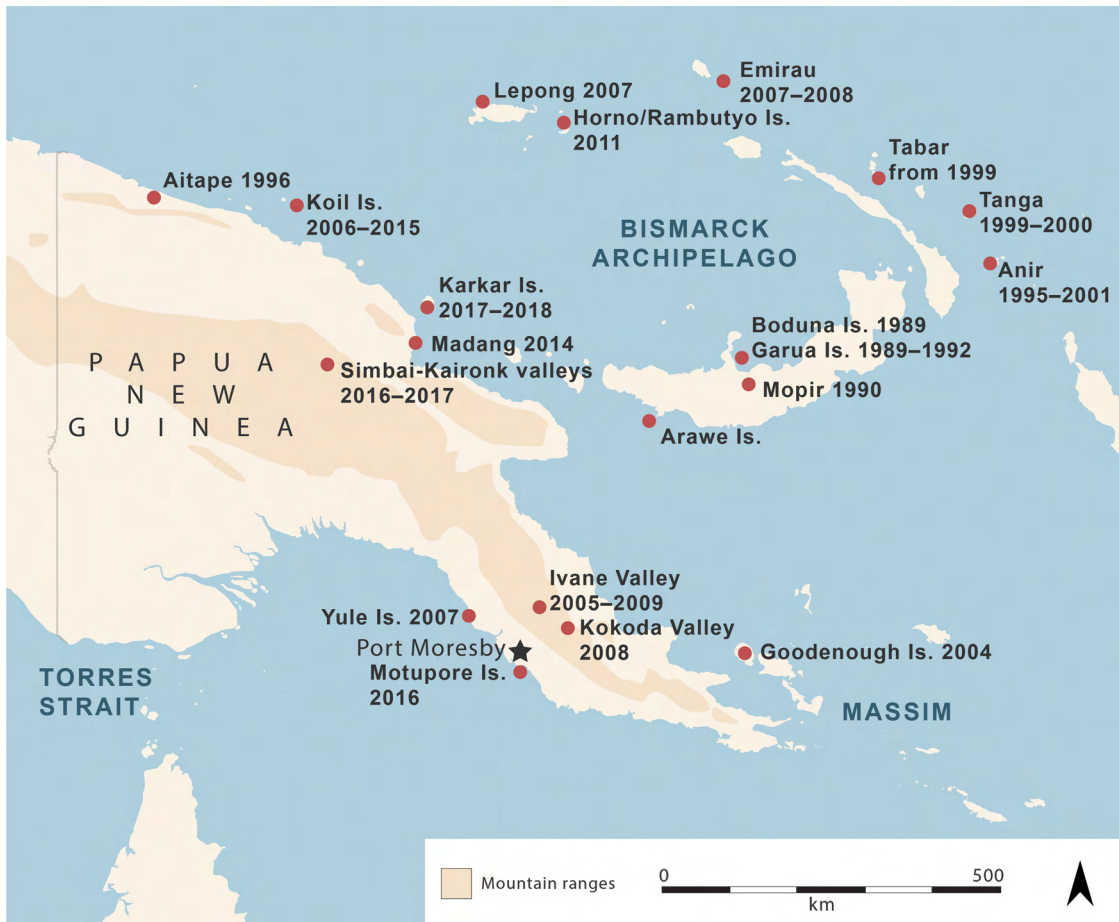 Emirau
2007–2008
Lepong 2007
Horno/Rambutyo Is.
2011
Tabar
from 1999
Aitape 1996
Koil Is.
2006–2015
Tanga
1999–2000
BISMARCK
ARCHIPELAGO
Anir
1995–2001
Karkar Is.
2017–2018
Boduna Is. 1989
Garua Is. 1989–1992
Madang 2014
PAPUA
NEW
GUINEA
Simbai-Kaironk valleys
2016–2017
Mopir 1990
Arawe Is.
Ivane Valley
2005–2009
Yule Is. 2007
Kokoda Valley
2008
Port Moresby
Motupore Is.
2016
Goodenough Is. 2004
TORRES
STRAIT
MASSIM
Mountain ranges
0 500
km